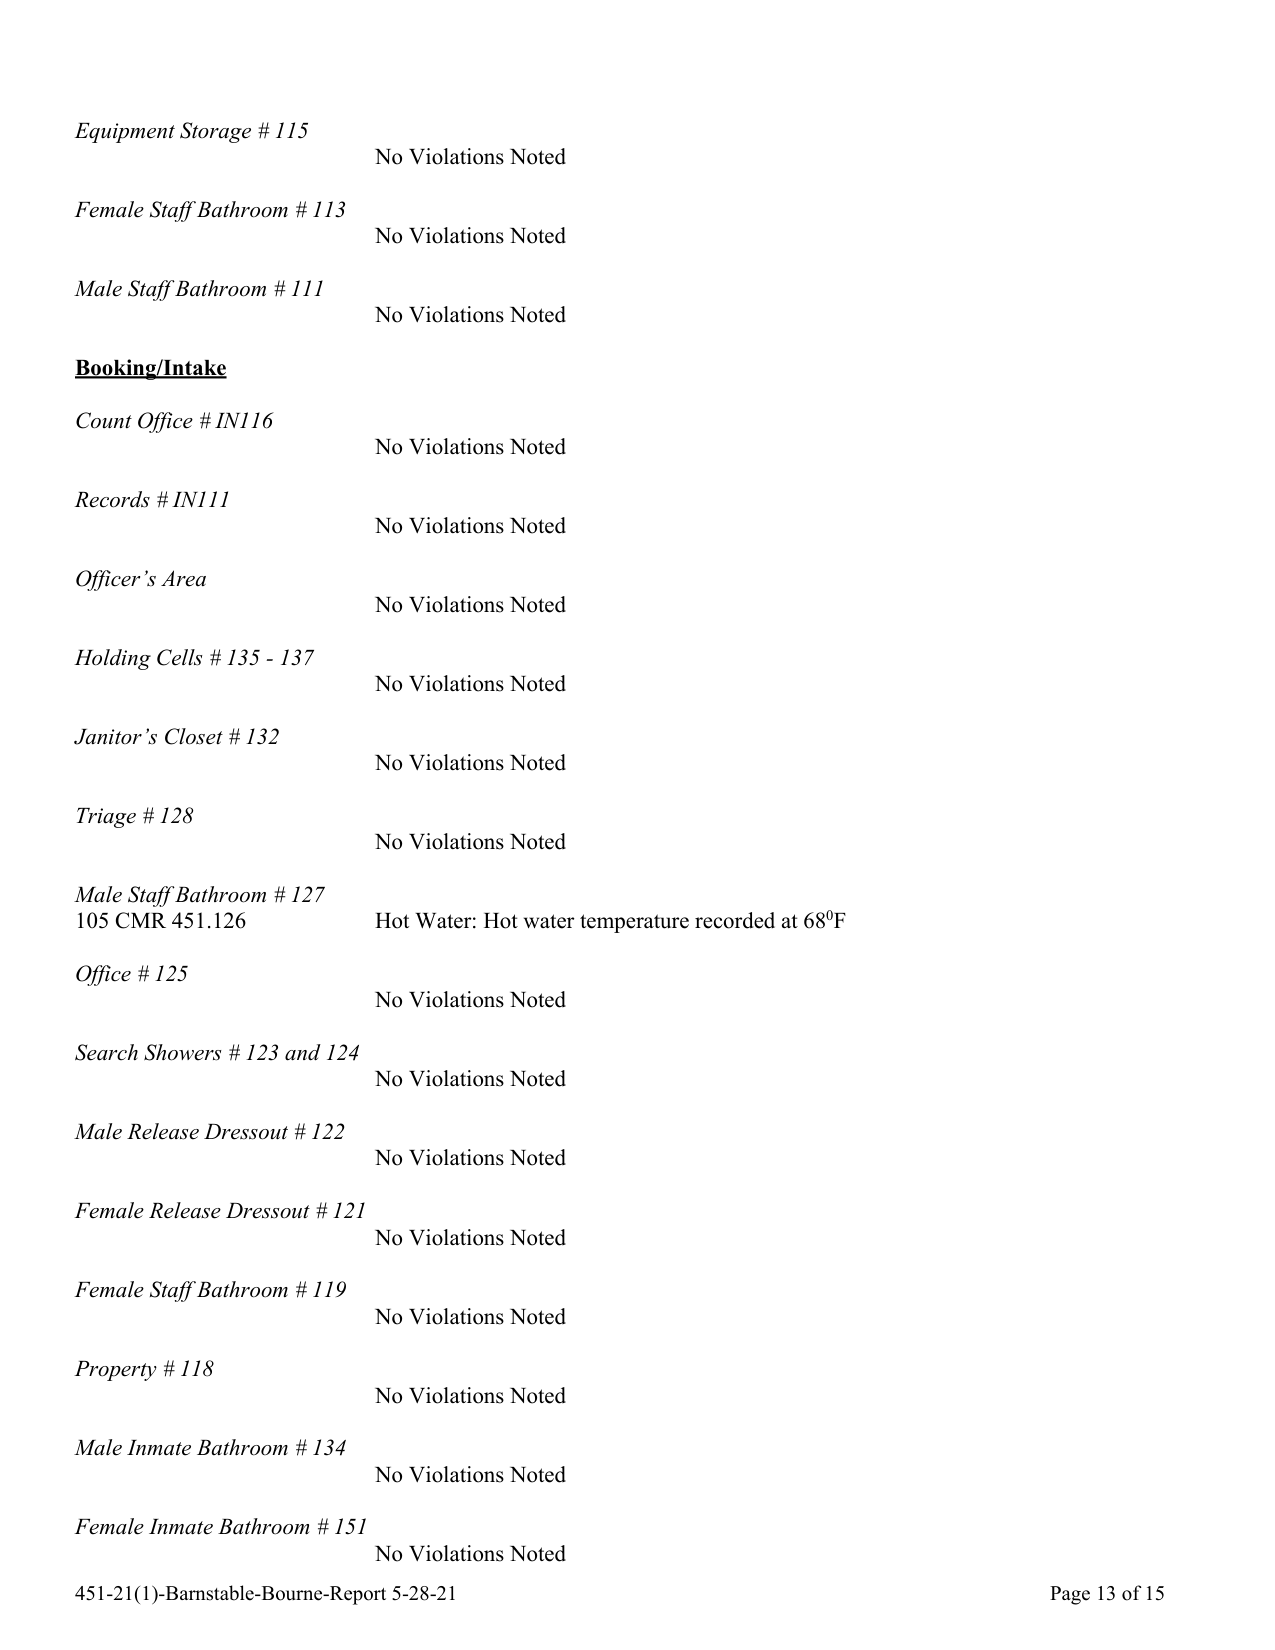 Equipment Storage # 115
No Violations Noted
Female Staff Bathroom # 113
No Violations Noted
Male Staff Bathroom # 111
No Violations Noted
Booking/Intake
Count Office # IN116
No Violations Noted
Records # IN111
No Violations Noted
Officer’s Area
No Violations Noted
Holding Cells # 135 - 137
No Violations Noted
Janitor’s Closet # 132
No Violations Noted
Triage # 128
No Violations Noted
Male Staff Bathroom # 127
105 CMR 451.126 Hot Water: Hot water temperature recorded at 68⁰F
Office # 125
No Violations Noted
Search Showers # 123 and 124
No Violations Noted
Male Release Dressout # 122
No Violations Noted
Female Release Dressout # 121
No Violations Noted
Female Staff Bathroom # 119
No Violations Noted
Property # 118
No Violations Noted
Male Inmate Bathroom # 134
No Violations Noted
Female Inmate Bathroom # 151
No Violations Noted
451-21(1)-Barnstable-Bourne-Report 5-28-21 Page 13 of 15